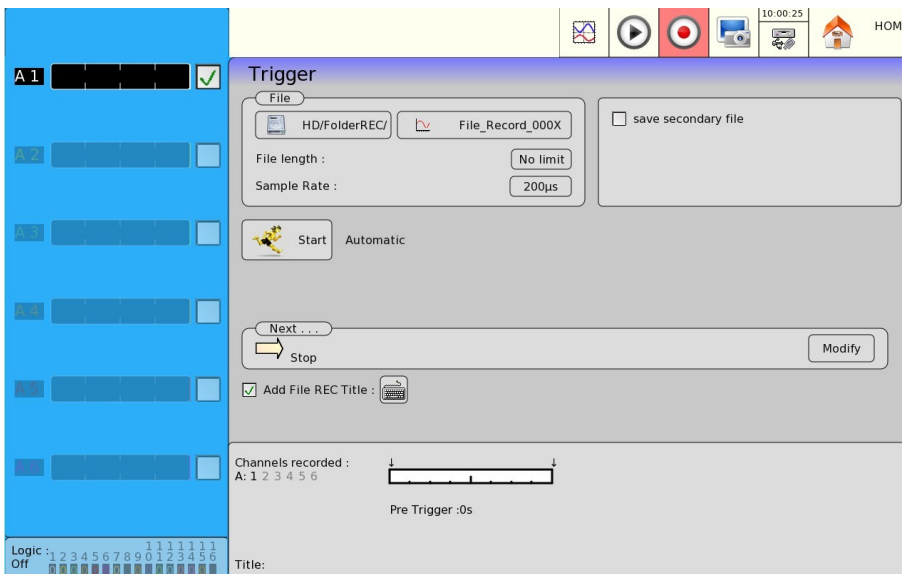 10:00:25
HOM
A 1
Trigger
File
HD/FolderREC/
File_Record_000X
save secondary file
File length :
No limit
Sample Rate :
200µs
A 2
A 3
Start
Automatic
A 4
Next . . .
Stop
Modify
A 5
Add File REC Title :
Channels recorded :
A: 1 2 3 4 5 6
Pre Trigger :0s
Logic :
Off
1 2 3 4 5 6 7 8 9 10 11 12 13 14 15 16
Title: